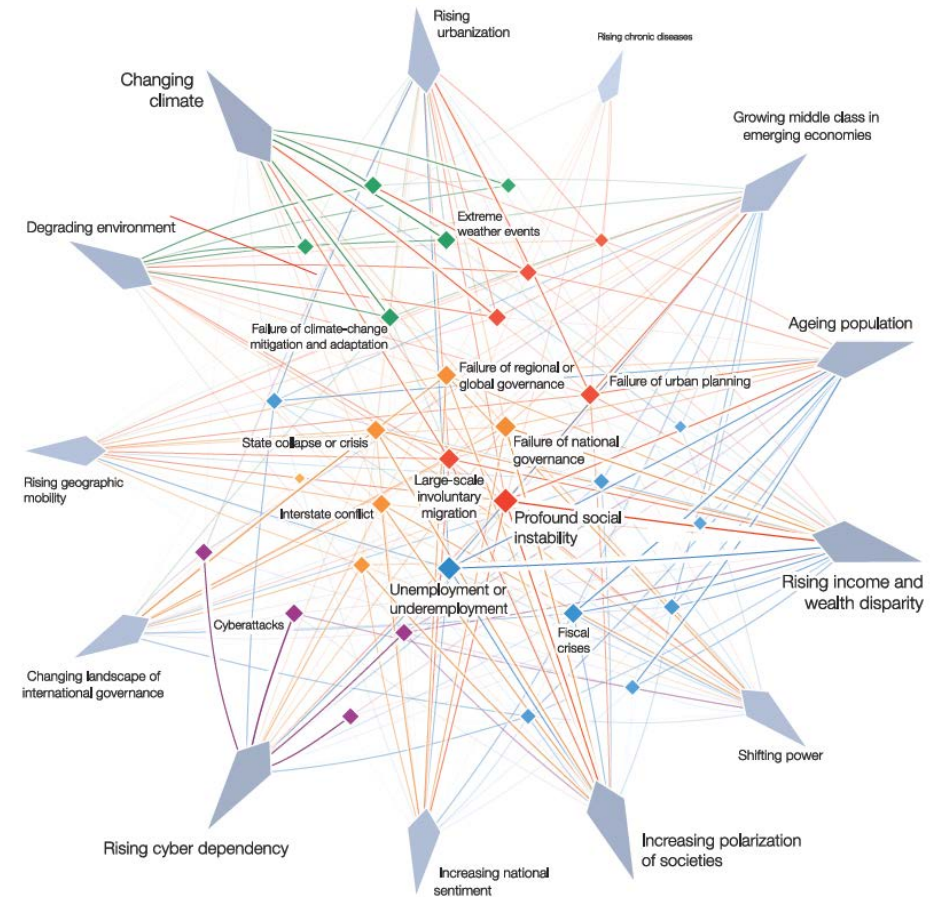 Rising
urbanization
Rising chronic diseases
Changing
climate
Growing middle class in
emerging economies
Degrading environment
Extreme
weather events
Ageing population
Failure of climate-change
mitigation and adaptation
Failure of regional or
global governance
Failure of urban planning
State collapse or crisis
Failure of national
governance
Rising geographic
mobility
Large-scale
involuntary
migration
Interstate conflict
Profound social
instability
Rising income and
wealth disparity
Unemployment or
underemployment
Cyberattacks
Fiscal
crises
Changing landscape of
international governance
Shifting power
Rising cyber dependency
Increasing polarization
of societies
Increasing national
sentiment